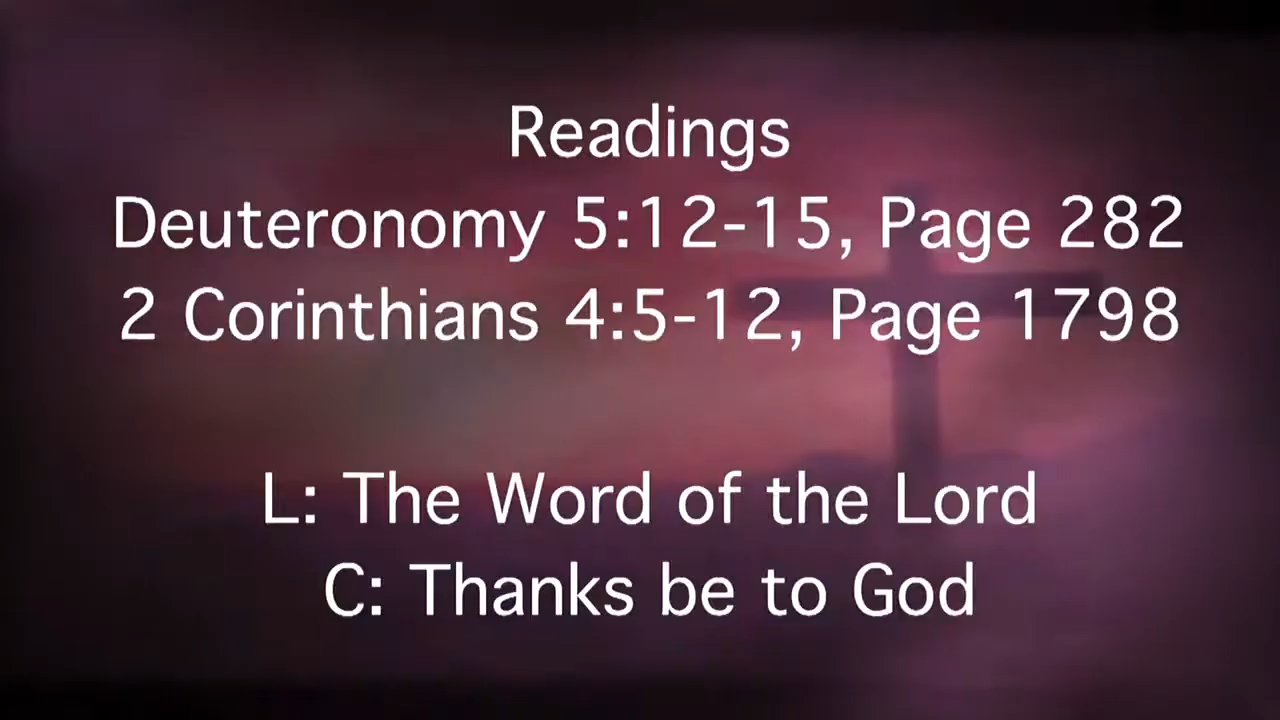 Readings
Deuteronomy 5:12-15, Page 282
2 Corinthians 4:5-12, Page 1798
L: The Word of the Lord
C: Thanks be to God